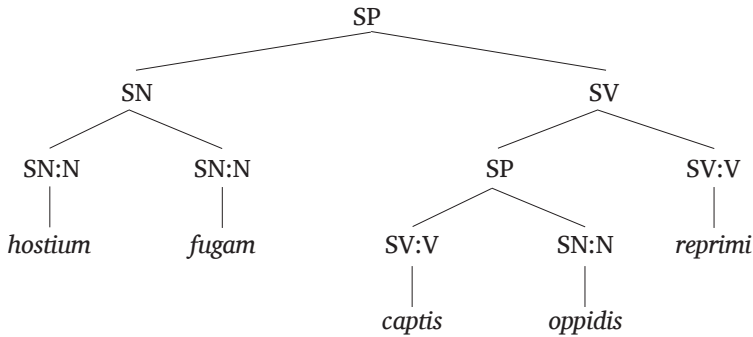 SP
SN SV
SN:N SN:N SP SV:V
hostium fugam SV:V SN:N reprimi
captis oppidis